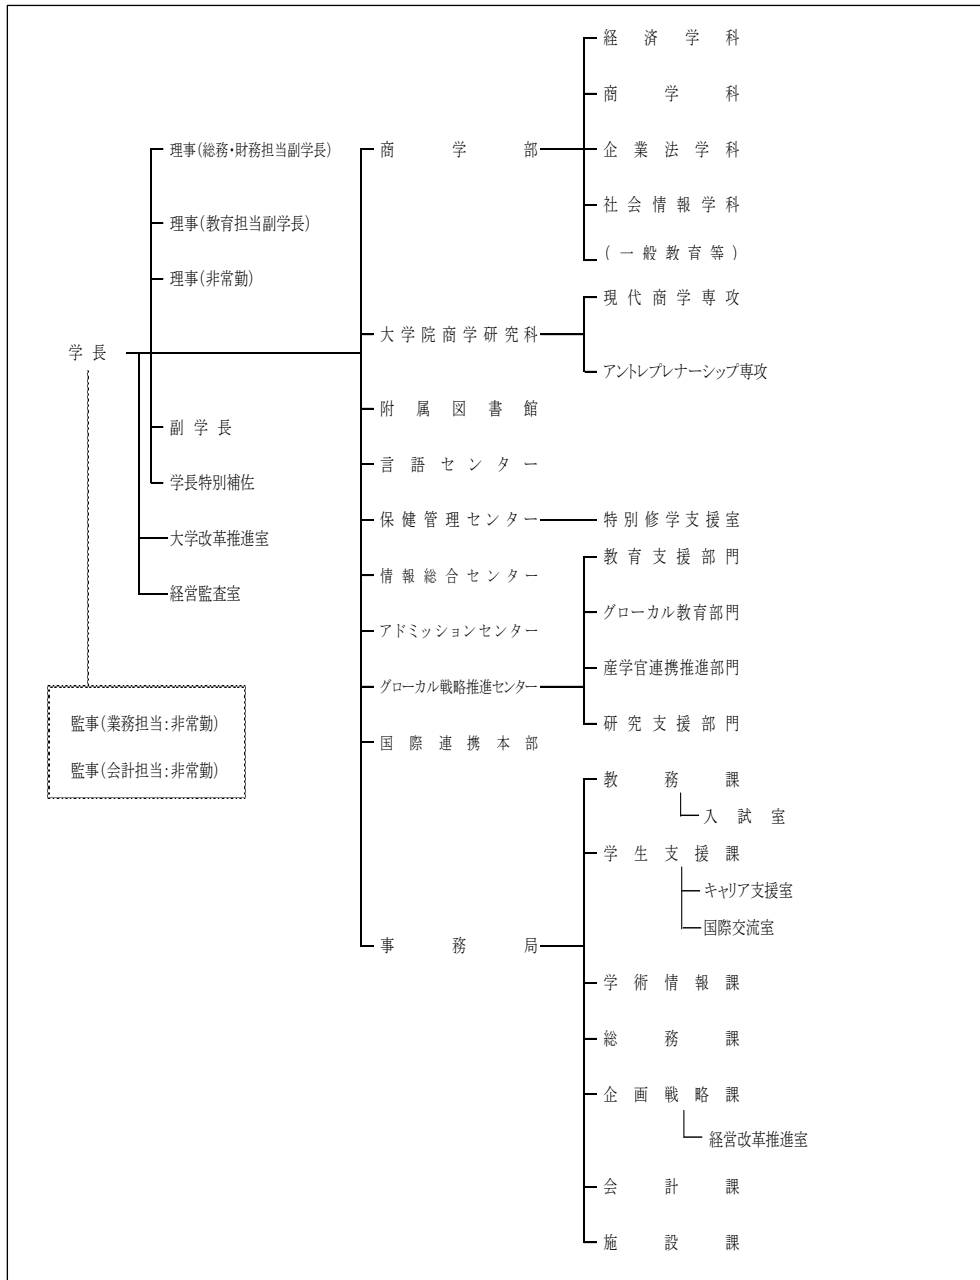 学長
監事(業務担当:非常勤)
監事(会計担当:非常勤)
理事(総務・財務担当副学長)
理事(教育担当副学長)
理事(非常勤)
副学長
学長特別補佐
大学改革推進室
経営監査室
商学部
経済学科
商学科
企業法学科
社会情報学科
(一般教育等)
大学院商学研究科
現代商学専攻
アントレプレナーシップ専攻
附属図書館
言語センター
保健管理センター
特別修学支援室
情報総合センター
アドミッションセンター
グローカル戦略推進センター
教育支援部門
グローカル教育部門
産学官連携推進部門
研究支援部門
国際連携本部
事務局
教務課
入試室
学生支援課
キャリア支援室
国際交流室
学術情報課
総務課
企画戦略課
経営改革推進室
会計課
施設課